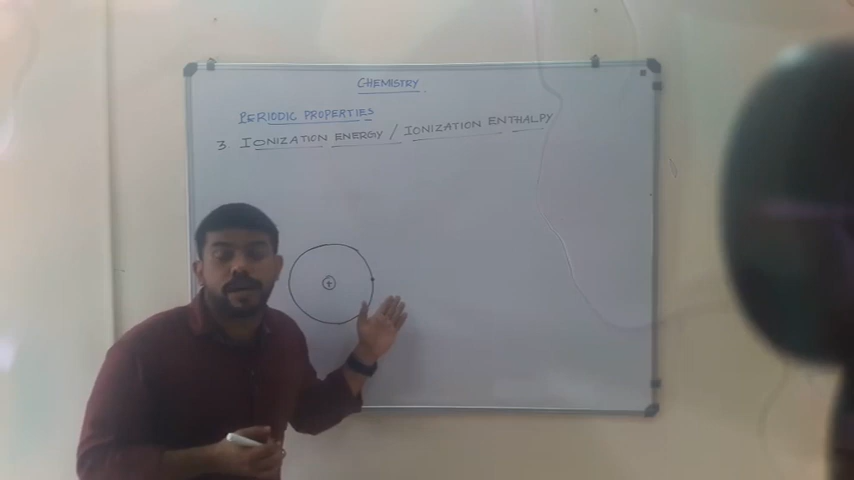 CHEMISTRY
PERIODIC PROPERTIES
3 IONIZATION ENERGY / IONIZATION ENTHALPY
+